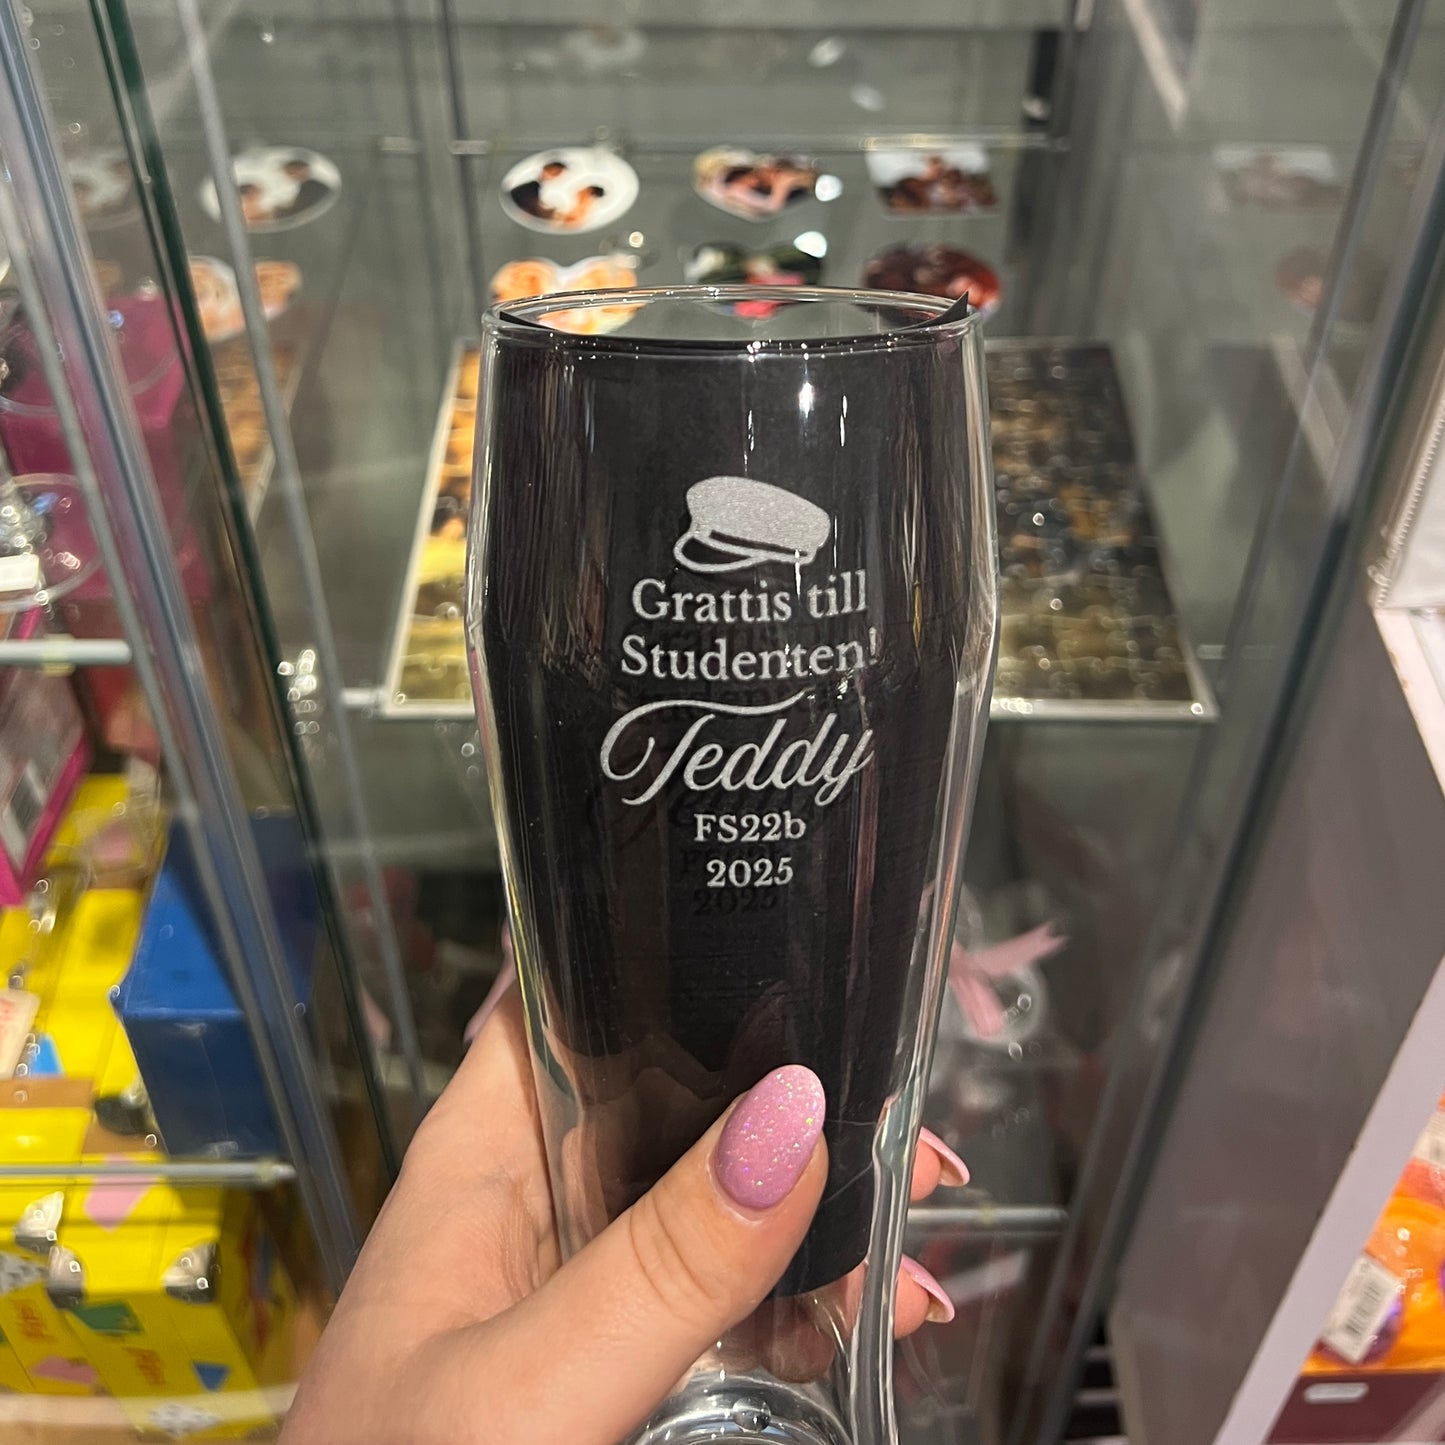 Grattis till
Studenten!
Teddy
FS22b
2025